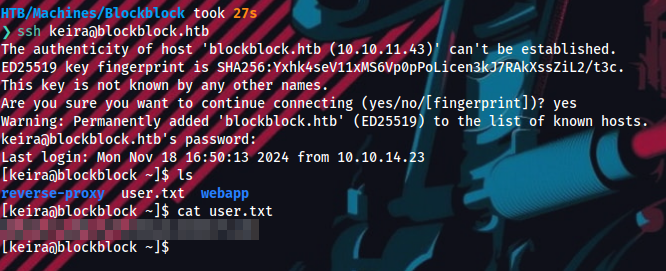 HTB/Machines/Blockblock took 27s
❯ ssh keira@blockblock.htb
The authenticity of host 'blockblock.htb (10.10.11.43)' can't be established.
ED25519 key fingerprint is SHA256:Yxhk4seV11xMS6Vp0pPoLicen3kJ7RAkXssZiL2/t3c.
This key is not known by any other names.
Are you sure you want to continue connecting (yes/no/[fingerprint])? yes
Warning: Permanently added 'blockblock.htb' (ED25519) to the list of known hosts.
keira@blockblock.htb's password:
Last login: Mon Nov 18 16:50:13 2024 from 10.10.14.23
[keira@blockblock ~]$ ls
reverse-proxy user.txt webapp
[keira@blockblock ~]$ cat user.txt
[keira@blockblock ~]$